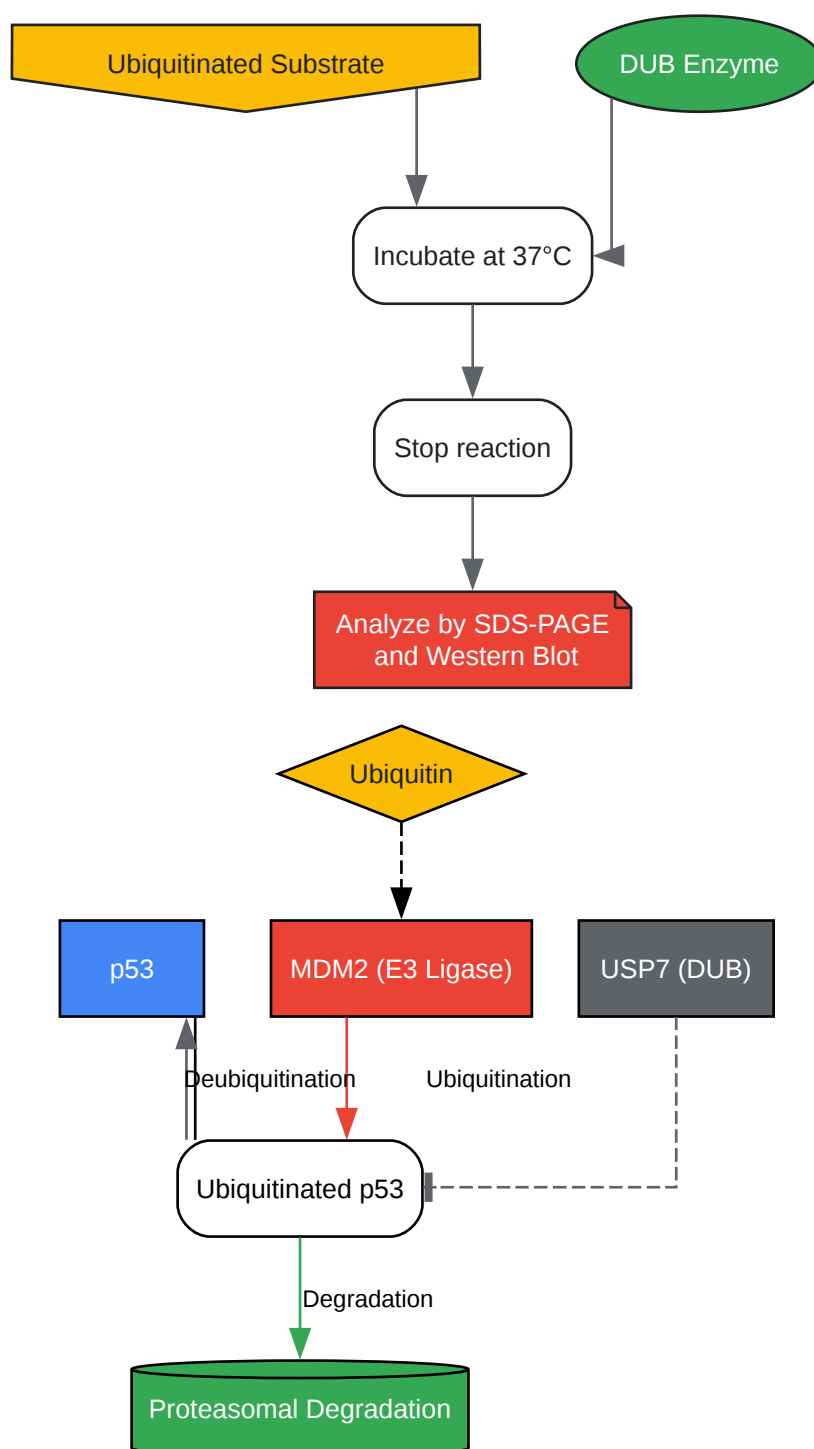 Ubiquitinated Substrate
DUB Enzyme
Incubate at 37°C
Stop reaction
Analyze by SDS-PAGE
and Western Blot
Ubiquitin
p53
MDM2 (E3 Ligase)
USP7 (DUB)
Deubiquitination
Ubiquitination
Ubiquitinated p53
Degradation
Proteasomal Degradation